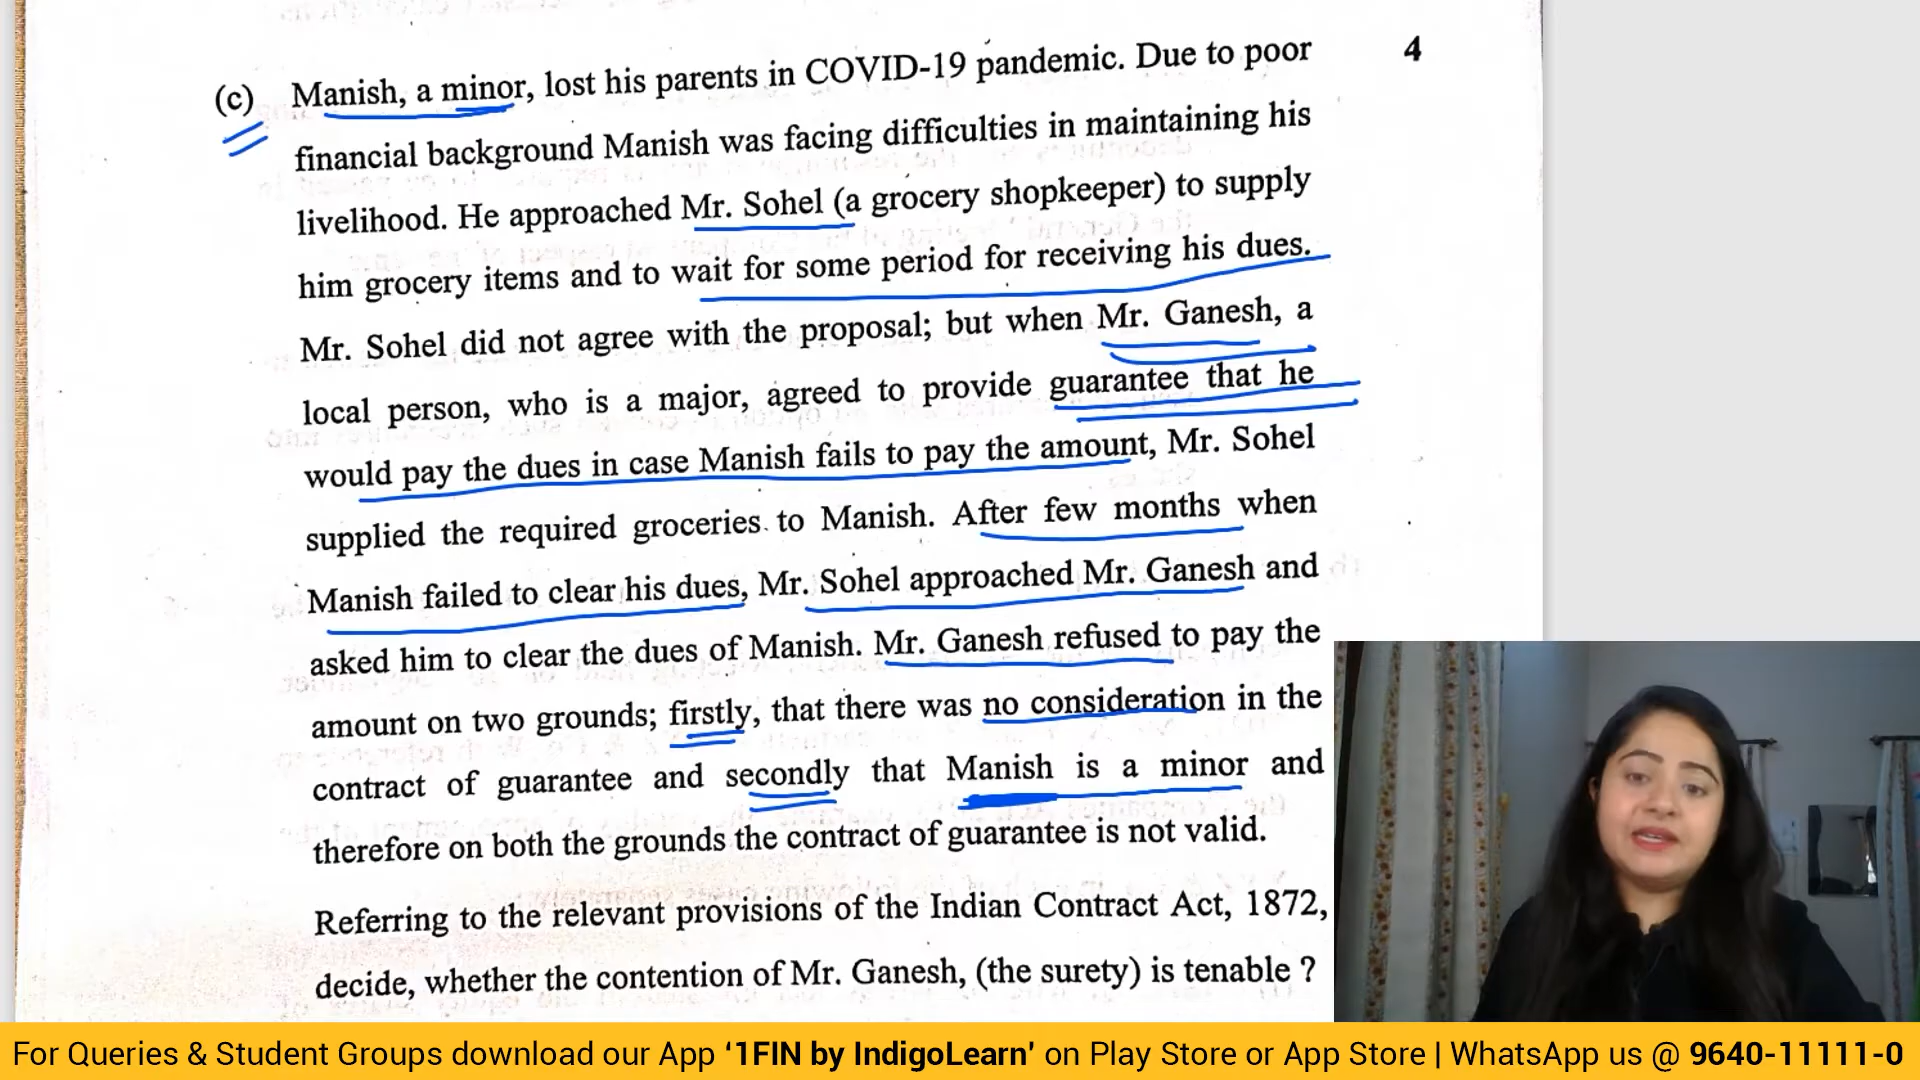 (c) Manish, a minor, lost his parents in COVID-19 pandemic. Due to poor 4
financial background Manish was facing difficulties in maintaining his
livelihood. He approached Mr. Sohel (a grocery shopkeeper) to supply
him grocery items and to wait for some period for receiving his dues.
Mr. Sohel did not agree with the proposal; but when Mr. Ganesh, a
local person, who is a major, agreed to provide guarantee that he
would pay the dues in case Manish fails to pay the amount, Mr. Sohel
supplied the required groceries to Manish. After few months when
Manish failed to clear his dues, Mr. Sohel approached Mr. Ganesh and
asked him to clear the dues of Manish. Mr. Ganesh refused to pay the
amount on two grounds; firstly, that there was no consideration in the
contract of guarantee and secondly that Manish is a minor and
therefore on both the grounds the contract of guarantee is not valid.
Referring to the relevant provisions of the Indian Contract Act, 1872,
decide, whether the contention of Mr. Ganesh, (the surety) is tenable ?
For Queries & Student Groups download our App '1FIN by IndigoLearn' on Play Store or App Store | WhatsApp us @ 9640-11111-0